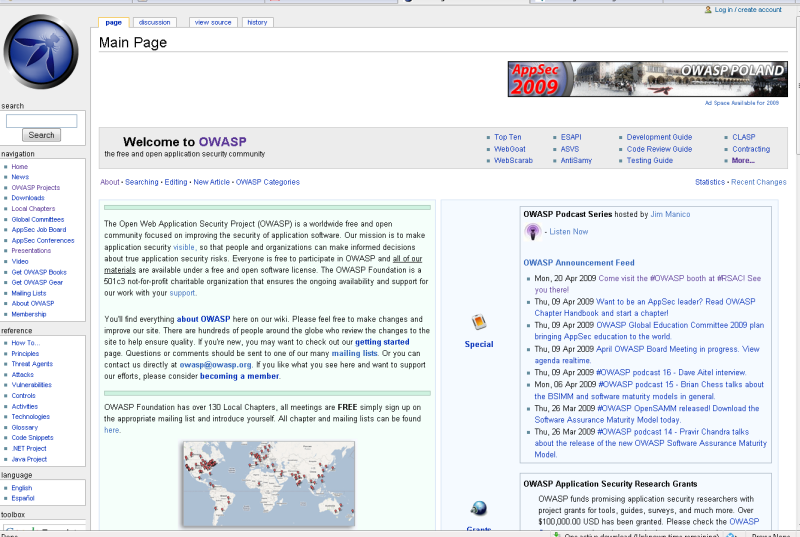 Log in / create account
page discussion view source history
Main Page
AppSec 2009 OWASP POLAND
Ad Space Available for 2009
search
Search
navigation
Home
News
OWASP Projects
Downloads
Local Chapters
Global Committees
AppSec Job Board
AppSec Conferences
Presentations
Video
Get OWASP Books
Get OWASP Gear
Mailing Lists
About OWASP
Membership
reference
How To...
Principles
Threat Agents
Attacks
Vulnerabilities
Controls
Activities
Technologies
Glossary
Code Snippets
.NET Project
Java Project
language
English
Español
toolbox
Welcome to OWASP
the free and open application security community
Top Ten ESAPI Development Guide CLASP
WebGoat ASVS Code Review Guide Contracting
WebScarab AntiSamy Testing Guide More...
About · Searching · Editing · New Article · OWASP Categories
Statistics · Recent Changes
The Open Web Application Security Project (OWASP) is a worldwide free and open
community focused on improving the security of application software. Our mission is to make
application security visible, so that people and organizations can make informed decisions
about true application security risks. Everyone is free to participate in OWASP and all of our
materials are available under a free and open software license. The OWASP Foundation is a
501c3 not-for-profit charitable organization that ensures the ongoing availability and support for
our work with your support.
You'll find everything about OWASP here on our wiki. Please feel free to make changes and
improve our site. There are hundreds of people around the globe who review the changes to the
site to help ensure quality. If you're new, you may want to check out our getting started
page. Questions or comments should be sent to one of our many mailing lists. Or you can
contact us directly at owasp@owasp.org. If you like what you see here and want to support
our efforts, please consider becoming a member.
OWASP Foundation has over 130 Local Chapters, all meetings are FREE simply sign up on
the appropriate mailing list and introduce yourself. All chapter and mailing lists can be found
here.
Special
OWASP Podcast Series hosted by Jim Manico
- Listen Now
OWASP Announcement Feed
Mon, 20 Apr 2009 Come visit the #OWASP booth at #RSAC! See
you there!
Thu, 09 Apr 2009 Want to be an AppSec leader? Read OWASP
Chapter Handbook and start a chapter!
Thu, 09 Apr 2009 OWASP Global Education Committee 2009 plan
bringing AppSec education to the world.
Thu, 09 Apr 2009 April OWASP Board Meeting in progress. View
agenda realtime.
Thu, 09 Apr 2009 #OWASP podcast 16 - Dave Aitel interview.
Mon, 06 Apr 2009 #OWASP podcast 15 - Brian Chess talks about
the BSIMM and software maturity models in general.
Thu, 26 Mar 2009 #OWASP OpenSAMM released! Download the
Software Assurance Maturity Model today.
Thu, 26 Mar 2009 #OWASP podcast 14 - Pravir Chandra talks
about the release of the new OWASP Software Assurance Maturity
Model.
Grants
OWASP Application Security Research Grants
OWASP funds promising application security researchers with
project grants for tools, guides, surveys, and much more. Over
$100,000.00 USD has been granted. Please check the OWASP
One active download (Unknown time remaining)